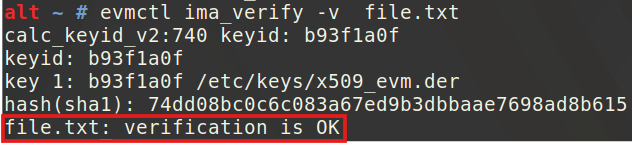 alt ~ # evmctl ima_verify -v  file.txt
calc_keyid_v2:740 keyid: b93f1a0f
keyid: b93f1a0f
key 1: b93f1a0f /etc/keys/x509_evm.der
hash(sha1): 74dd08bc0c6c083a67ed9b3dbbaae7698ad8b615
file.txt: verification is OK